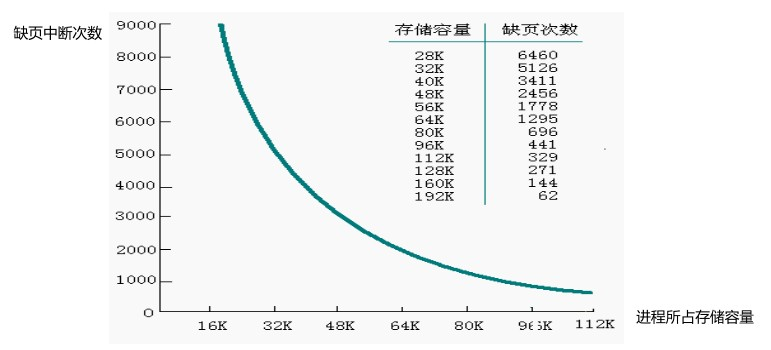 缺页中断次数
9000
8000
7000
6000
5000
4000
3000
2000
1000
0
存储容量 缺页次数
28K 6460
32K 5126
40K 3411
48K 2456
56K 1778
64K 1295
80K 696
96K 441
112K 329
128K 271
160K 144
192K 62
16K 32K 48K 64K 80K 96K 112K
进程所占存储容量